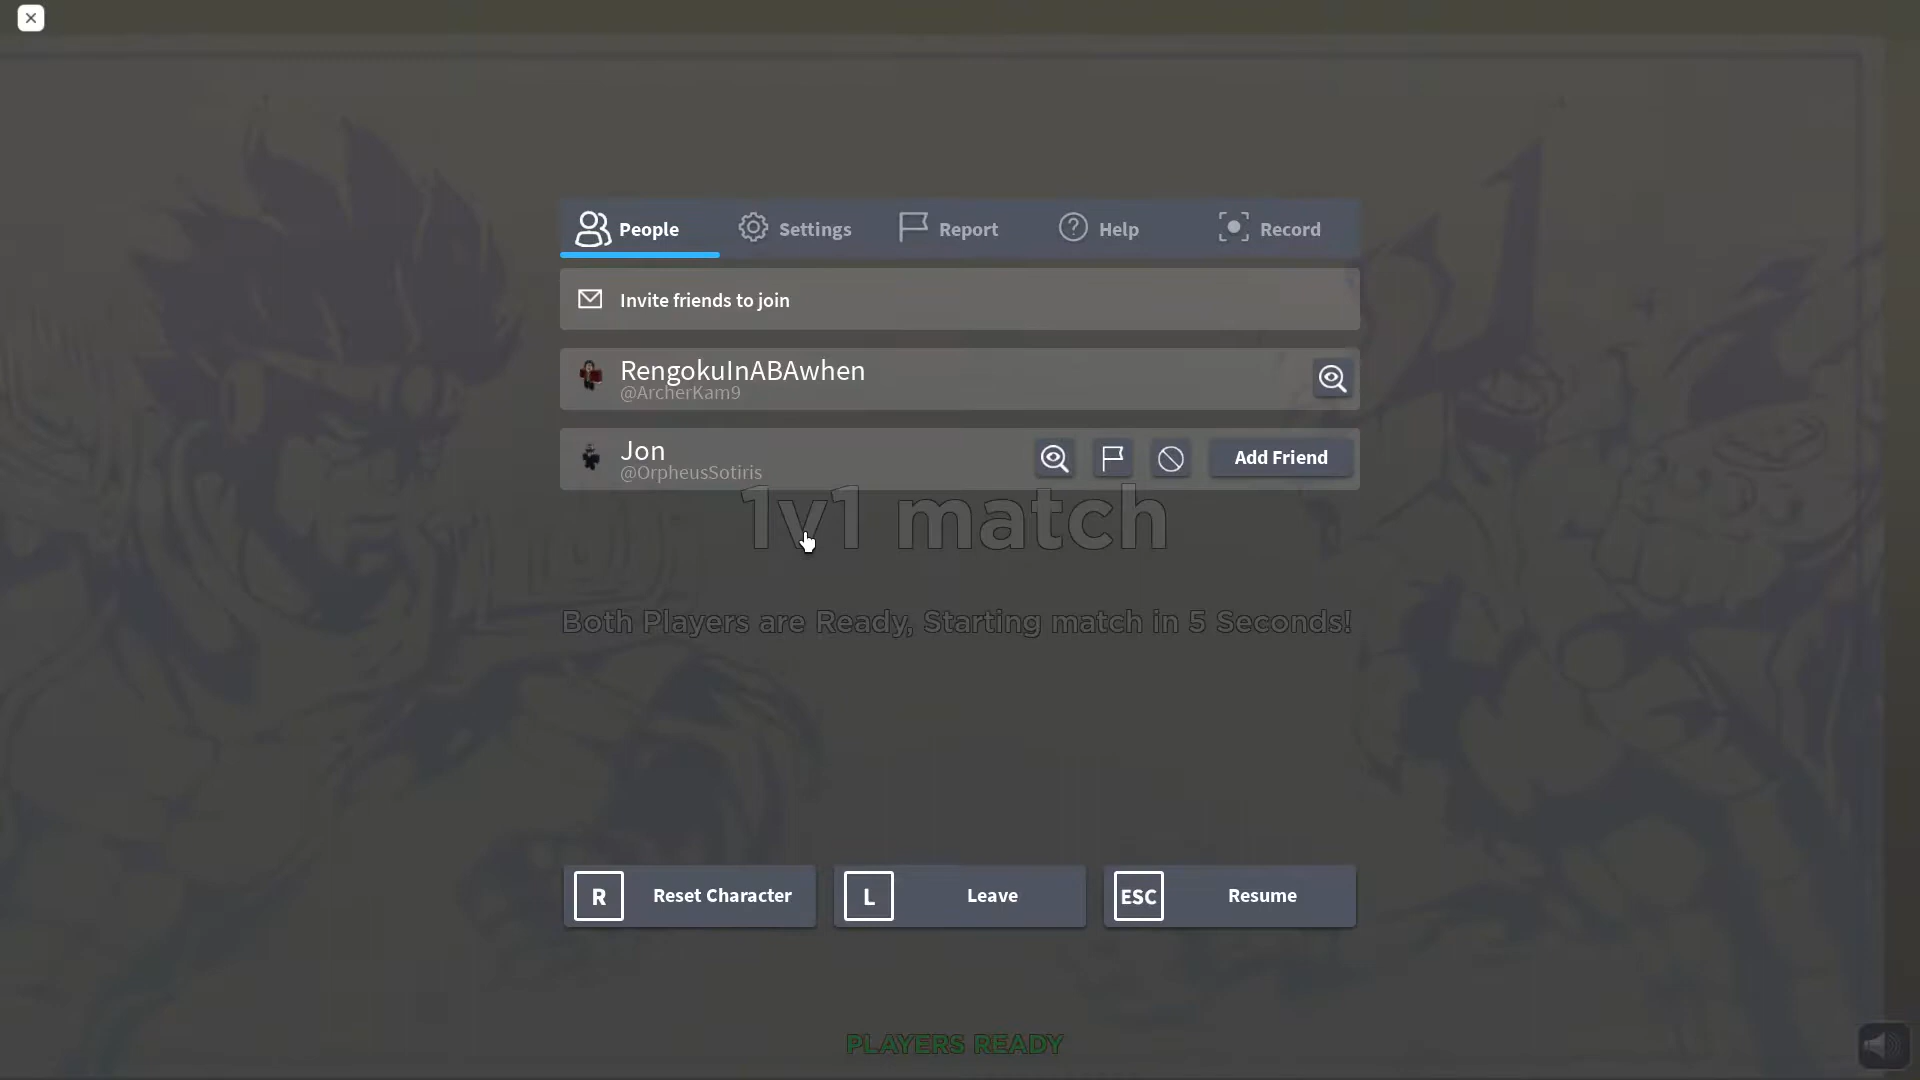 People
Settings
Report
Help
Record
Invite friends to join
RengokuInABAwhen
@ArcherKam9
Jon
@OrpheusSotiris
Add Friend
1v1 match
Both Players are Ready, Starting match in 5 Seconds!
R Reset Character
L Leave
ESC Resume
PLAYERS READY